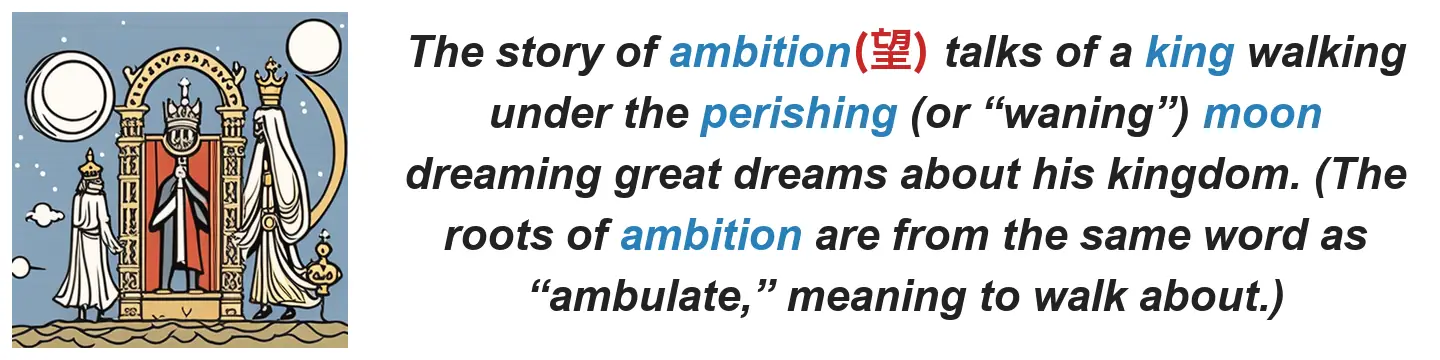 The story of ambition(望) talks of a king walking
under the perishing (or “waning”) moon
dreaming great dreams about his kingdom. (The
roots of ambition are from the same word as
“ambulate,” meaning to walk about.)